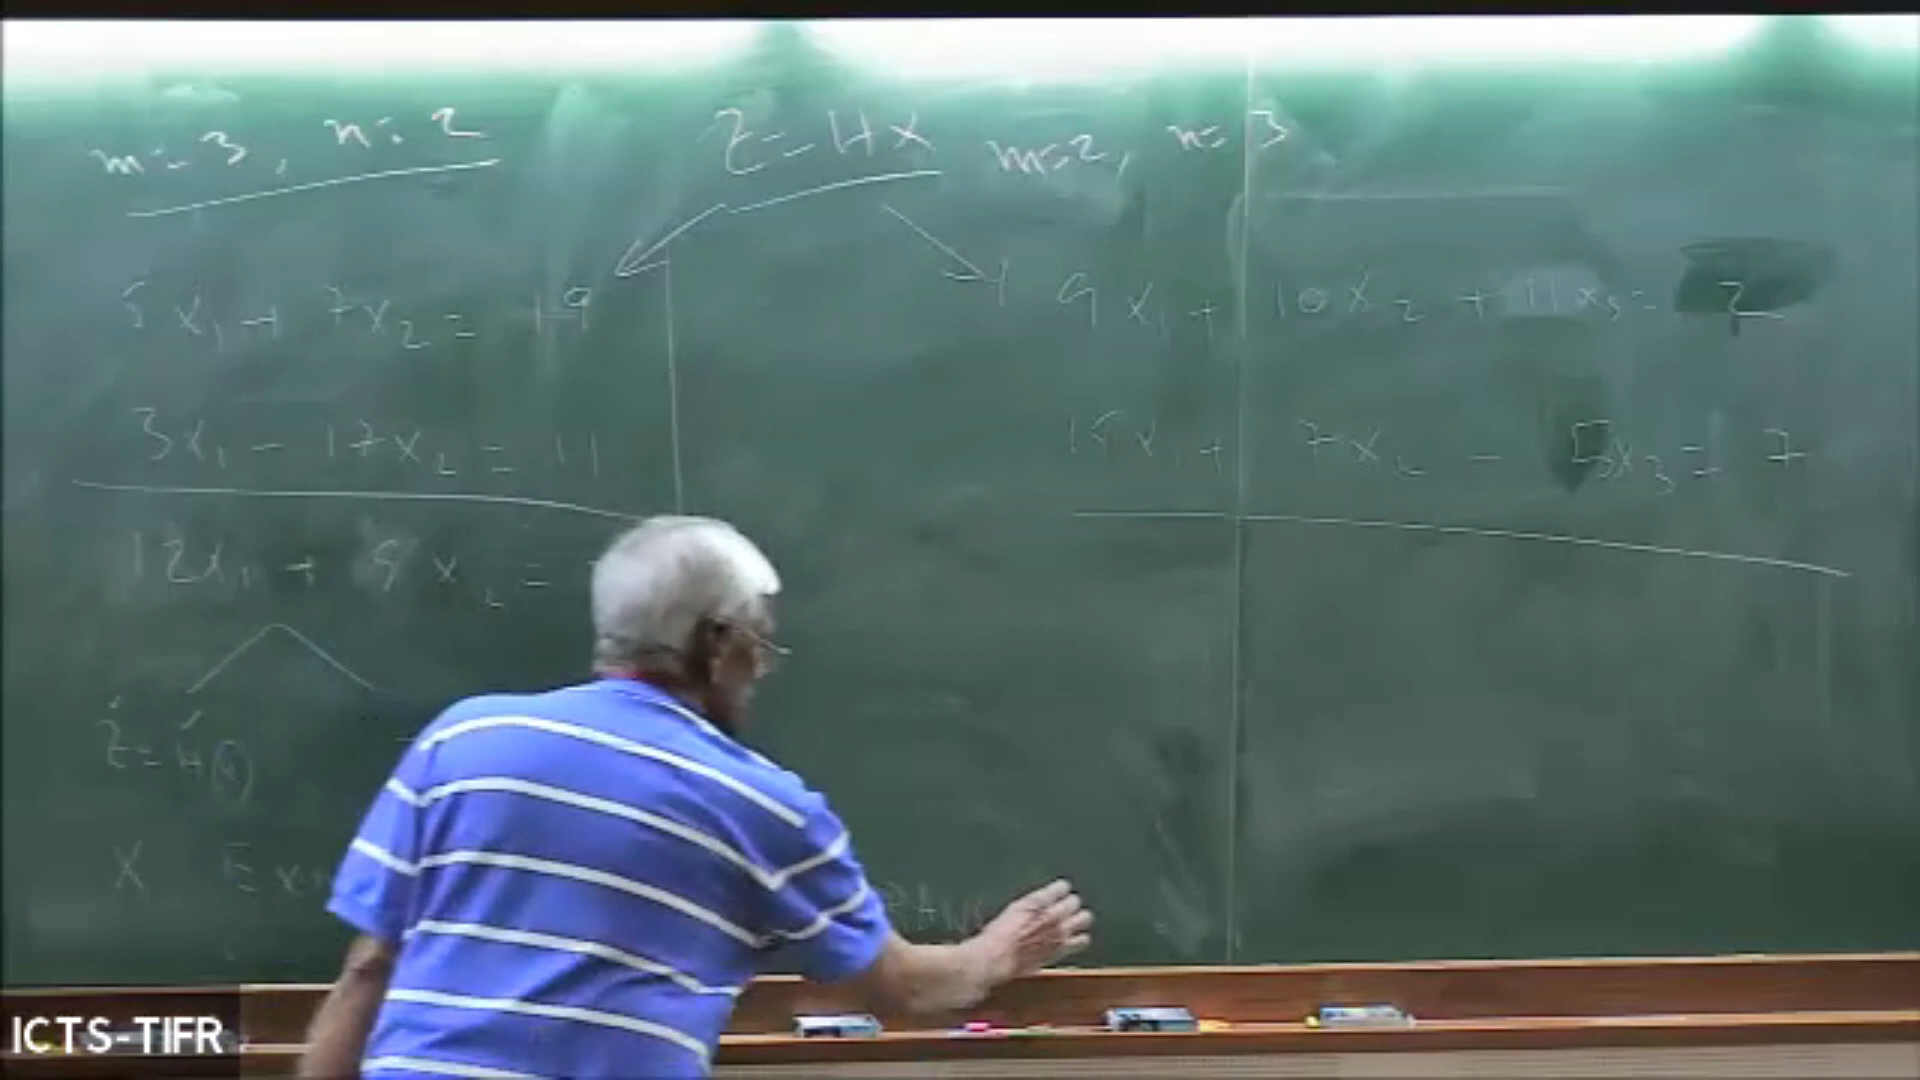 m=3, n=2
z=Hx
m=2, n=3
5x₁ + 7x₂ = 19
3x₁ - 17x₂ = 11
12x₁ + 9x₂ =
9x₁ + 10x₂ + 11x₃ = 2
15x₁ + 7x₂ - 5x₃ = 7
X
ICTS-TIFR